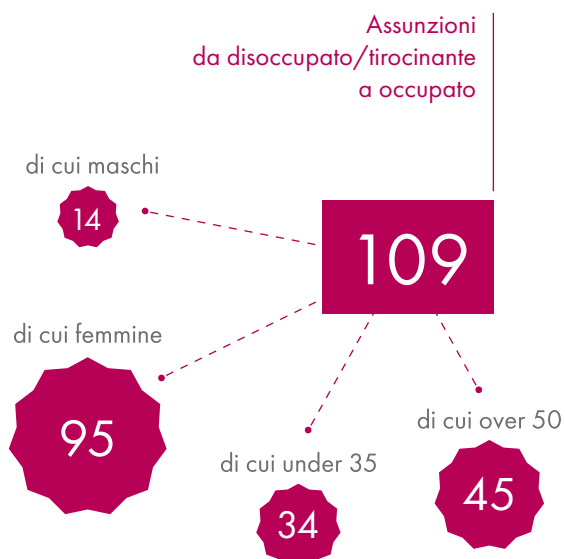 Assunzioni
da disoccupato/tirocinante
a occupato
di cui maschi
14
109
di cui femmine
95
di cui under 35
34
di cui over 50
45